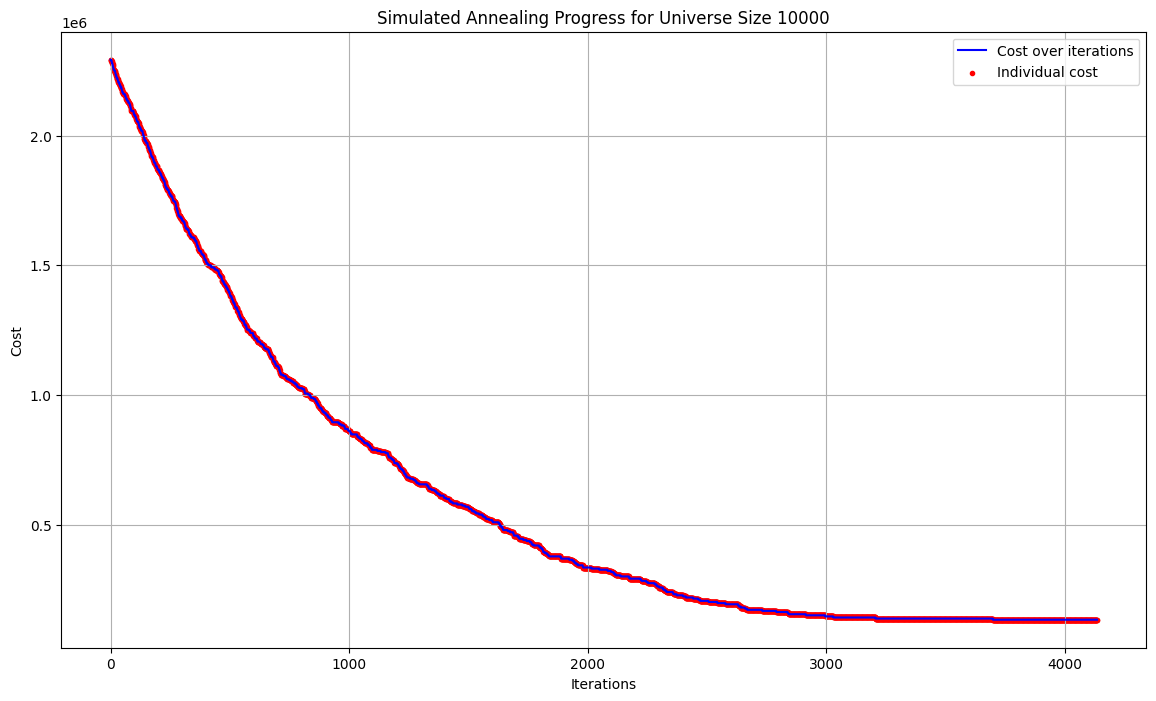 Simulated Annealing Progress for Universe Size 10000
1e6
Cost over iterations
Individual cost
2.0
1.5
1.0
0.5
Cost
0 1000 2000 3000 4000
Iterations